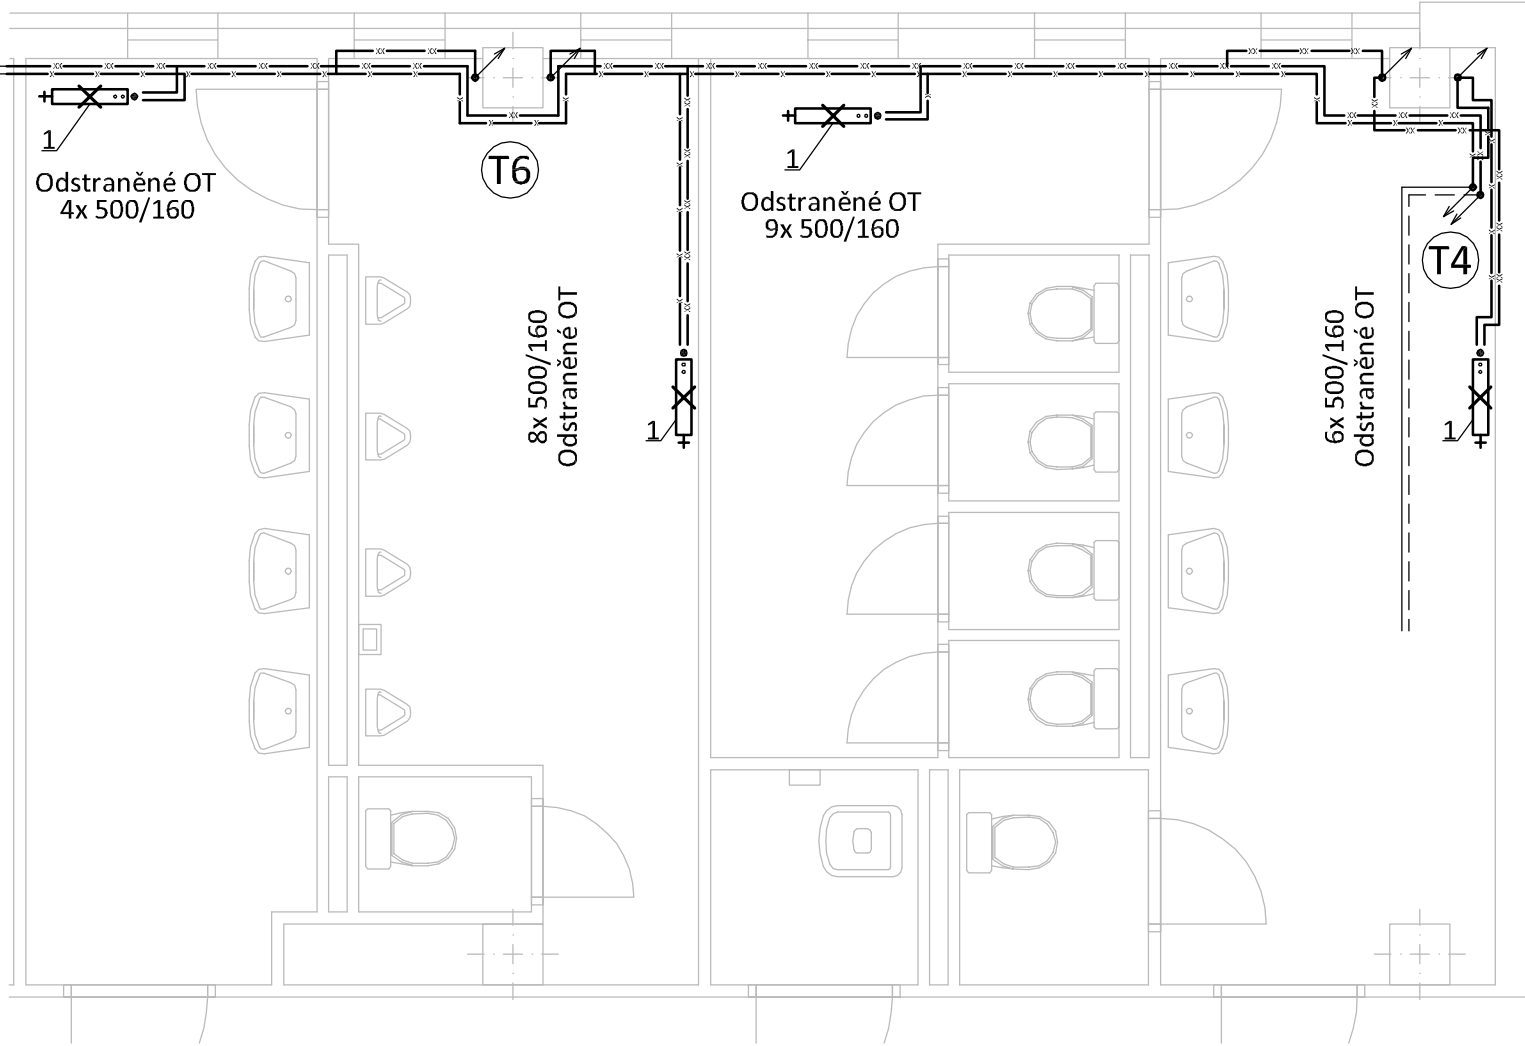 1
Odstraněné OT
4x 500/160
T6
1
Odstraněné OT
9x 500/160
8x 500/160
Odstraněné OT
1
T4
6x 500/160
Odstraněné OT
1